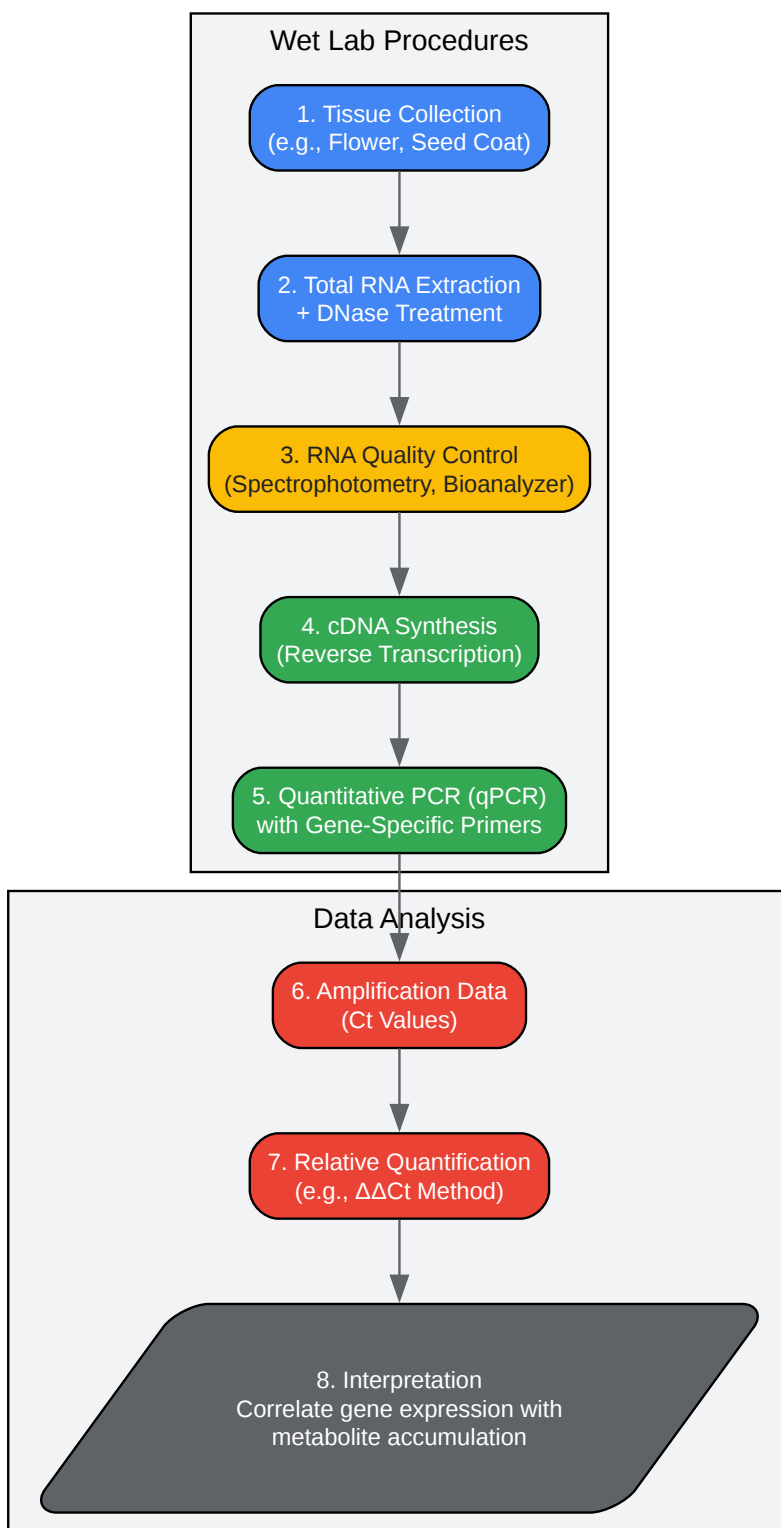 Wet Lab Procedures
1. Tissue Collection
(e.g., Flower, Seed Coat)
2. Total RNA Extraction
+ DNase Treatment
3. RNA Quality Control
(Spectrophotometry, Bioanalyzer)
4. cDNA Synthesis
(Reverse Transcription)
5. Quantitative PCR (qPCR)
with Gene-Specific Primers
Data Analysis
6. Amplification Data
(Ct Values)
7. Relative Quantification
(e.g., ΔΔCt Method)
8. Interpretation
Correlate gene expression with
metabolite accumulation